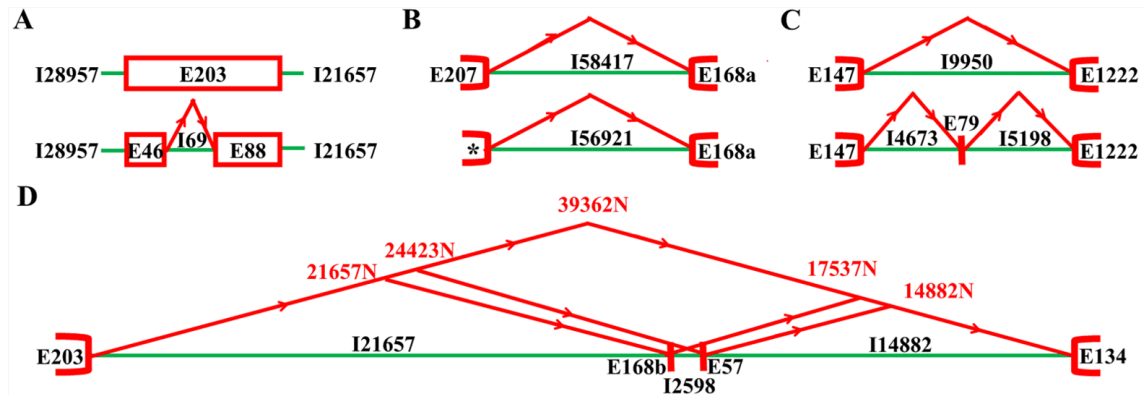 A
I28957 E203 I21657
I28957 E46 I69 E88 I21657
B
E207 I58417 E168a
* I56921 E168a
C
E147 I9950 E1222
E147 I4673 E79 I5198 E1222
D
39362N
24423N
21657N
17537N
14882N
E203 I21657 E168b E57 I14882 E134
I2598